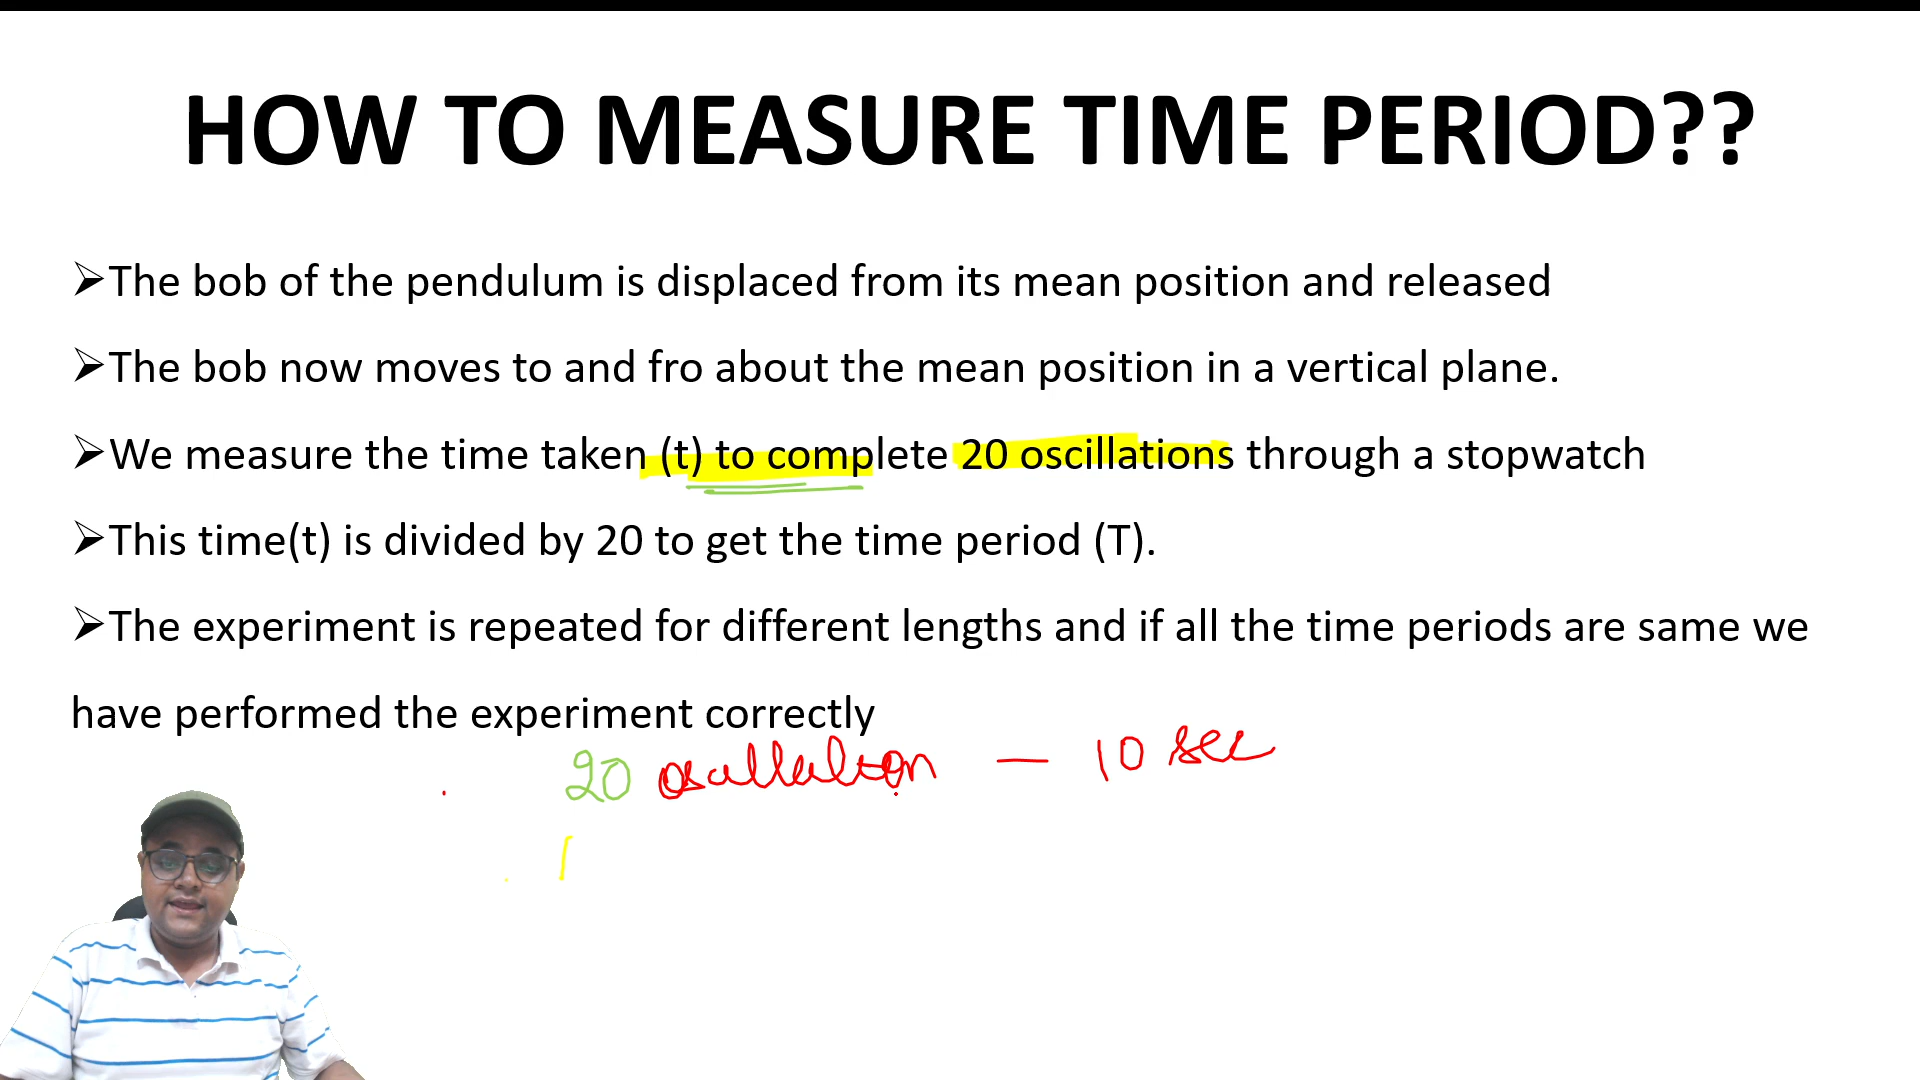 HOW TO MEASURE TIME PERIOD??
➢The bob of the pendulum is displaced from its mean position and released
➢The bob now moves to and fro about the mean position in a vertical plane.
➢We measure the time taken (t) to complete 20 oscillations through a stopwatch
➢This time(t) is divided by 20 to get the time period (T).
➢The experiment is repeated for different lengths and if all the time periods are same we
have performed the experiment correctly
20 oscillation — 10 sec